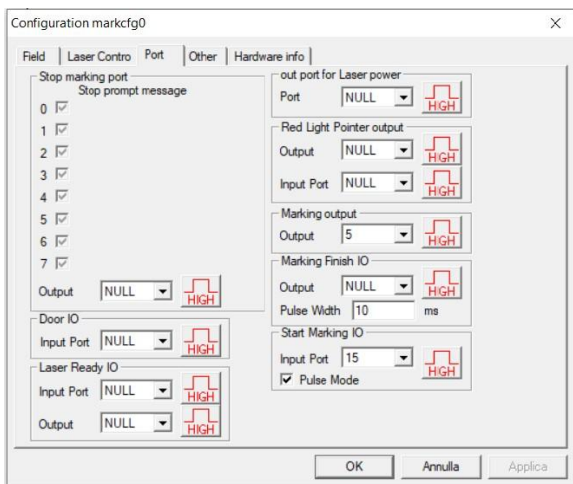 Configuration markcfg0
Field Laser Contro Port Other Hardware info
Stop marking port
Stop prompt message
0
1
2
3
4
5
6
7
Output NULL HIGH
Door IO
Input Port NULL HIGH
Laser Ready IO
Input Port NULL HIGH
Output NULL HIGH
out port for Laser power
Port NULL HIGH
Red Light Pointer output
Output NULL HIGH
Input Port NULL HIGH
Marking output
Output 5 HIGH
Marking Finish IO
Output NULL HIGH
Pulse Width 10 ms
Start Marking IO
Input Port 15 HIGH
Pulse Mode
OK Annulla Applica